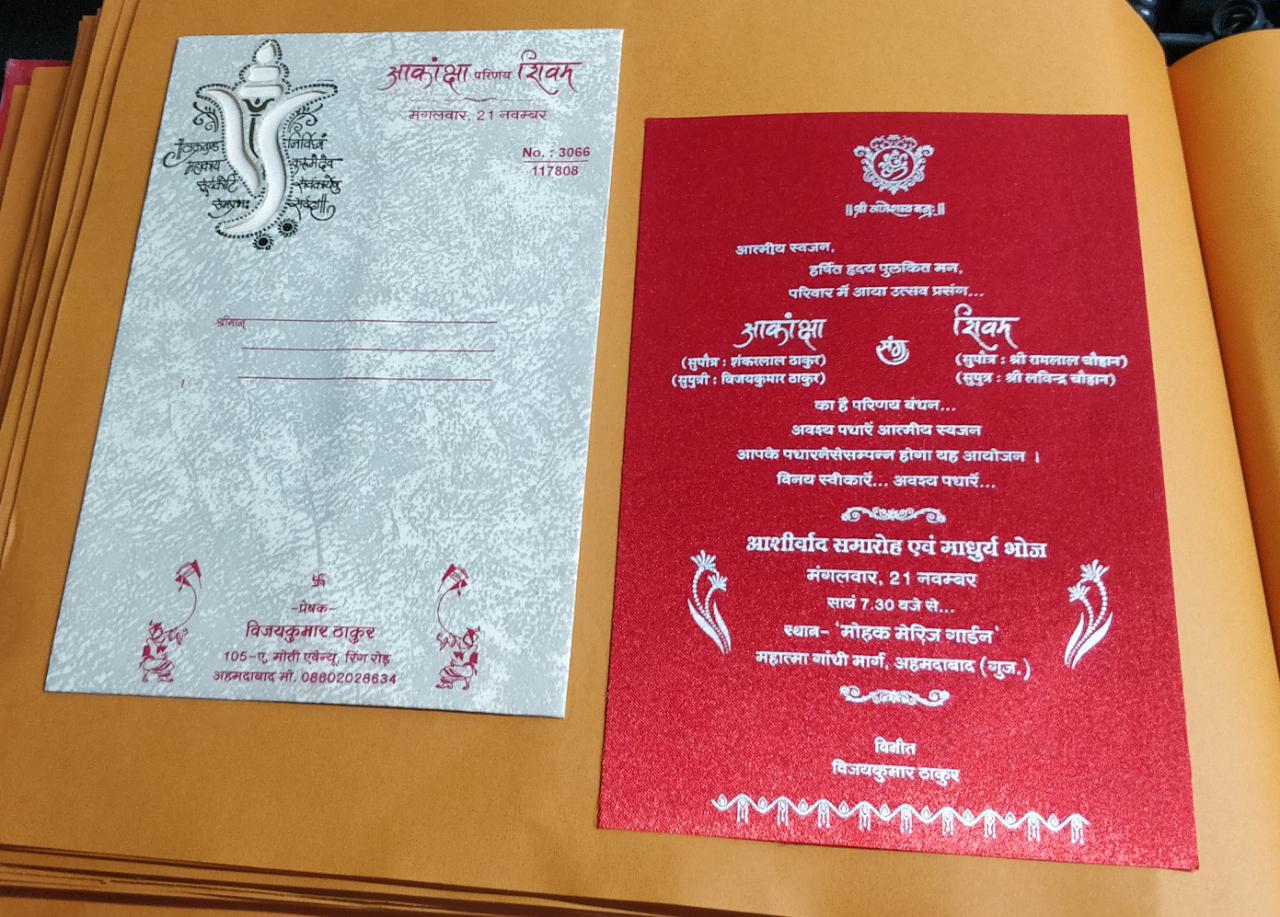 आकांक्षा परिणय शिवम्
मंगलवार, 21 नवम्बर
No. : 3066
117808
वक्रतुण्ड
महाकाय
सूर्यकोटि
समप्रभः
निर्विघ्नं
कुरूमे देव
सर्वकार्येषु
सर्वदा
श्रीमान्
-प्रेषक-
विजयकुमार ठाकुर
105-ए, मोती एवेन्यू, रिंग रोड़
अहमदाबाद मो. 08602028634
॥ श्री गणेशाय नमः ॥
आत्मीय स्वजन,
हर्षित हृदय पुलकित मन,
परिवार में आया उत्सव प्रसंग...
आकांक्षा संग शिवम्
(सुपौत्र : शंकरलाल ठाकुर) (सुपौत्र : श्री रामलाल चौहान)
(सुपुत्री : विजयकुमार ठाकुर) (सुपुत्र : श्री लविन्द्र चौहान)
का है परिणय बंधन...
अवश्य पधारें आत्मीय स्वजन
आपके पधारनेसेसम्पन्न होगा यह आयोजन ।
विनय स्वीकारें... अवश्य पधारें...
आशीर्वाद समारोह एवं माधुर्य भोज
मंगलवार, 21 नवम्बर
सायं 7.30 बजे से...
स्थान- 'मोहक मेरिज गार्डन'
महात्मा गांधी मार्ग, अहमदाबाद (गुज.)
विनीत
विजयकुमार ठाकुर